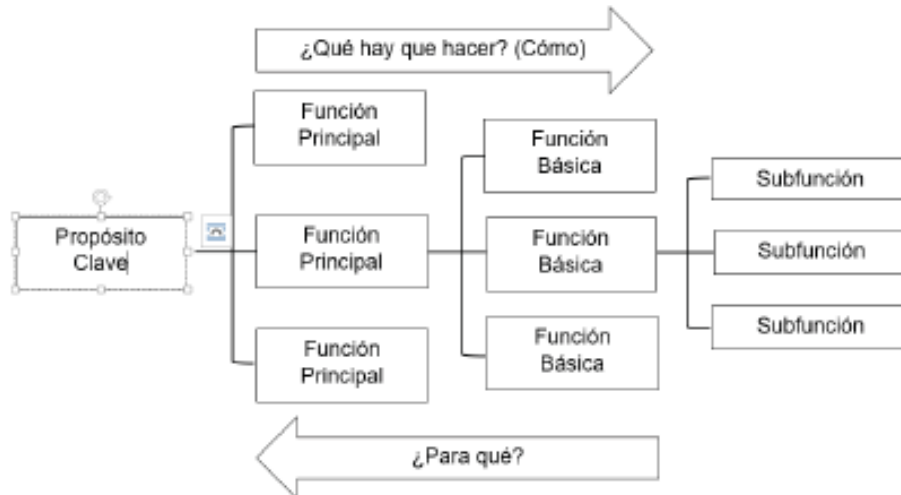 ¿Qué hay que hacer? (Cómo)
Función
Principal
Función
Básica
Subfunción
Propósito
Clave
Función
Principal
Función
Básica
Subfunción
Función
Principal
Función
Básica
Subfunción
¿Para qué?